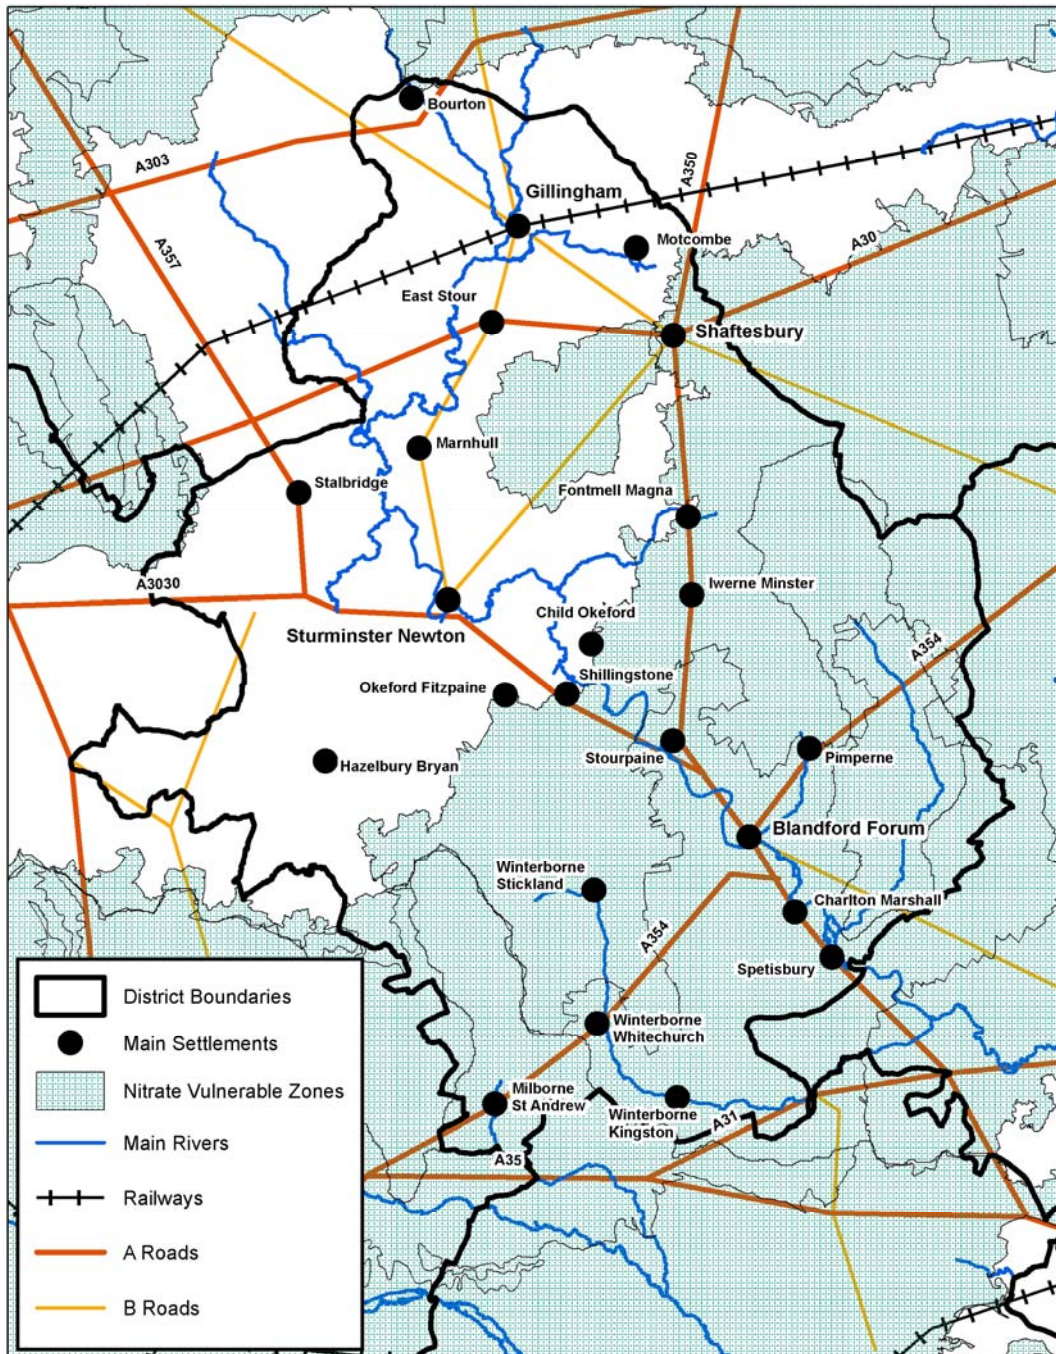 Bourton
A303
Gillingham
A350
Motcombe
A30
A357
East Stour
Shaftesbury
Marnhull
Stalbridge
Fontmell Magna
A3030
Iwerne Minster
Child Okeford
Sturminster Newton
A354
Shillingstone
Okeford Fitzpaine
Stourpaine
Pimperne
Hazelbury Bryan
Blandford Forum
Winterborne
Stickland
Charlton Marshall
A354
Spetisbury
Winterborne
Whitechurch
Milborne
St Andrew
Winterborne
Kingston
A31
A35
District Boundaries
Main Settlements
Nitrate Vulnerable Zones
Main Rivers
Railways
A Roads
B Roads